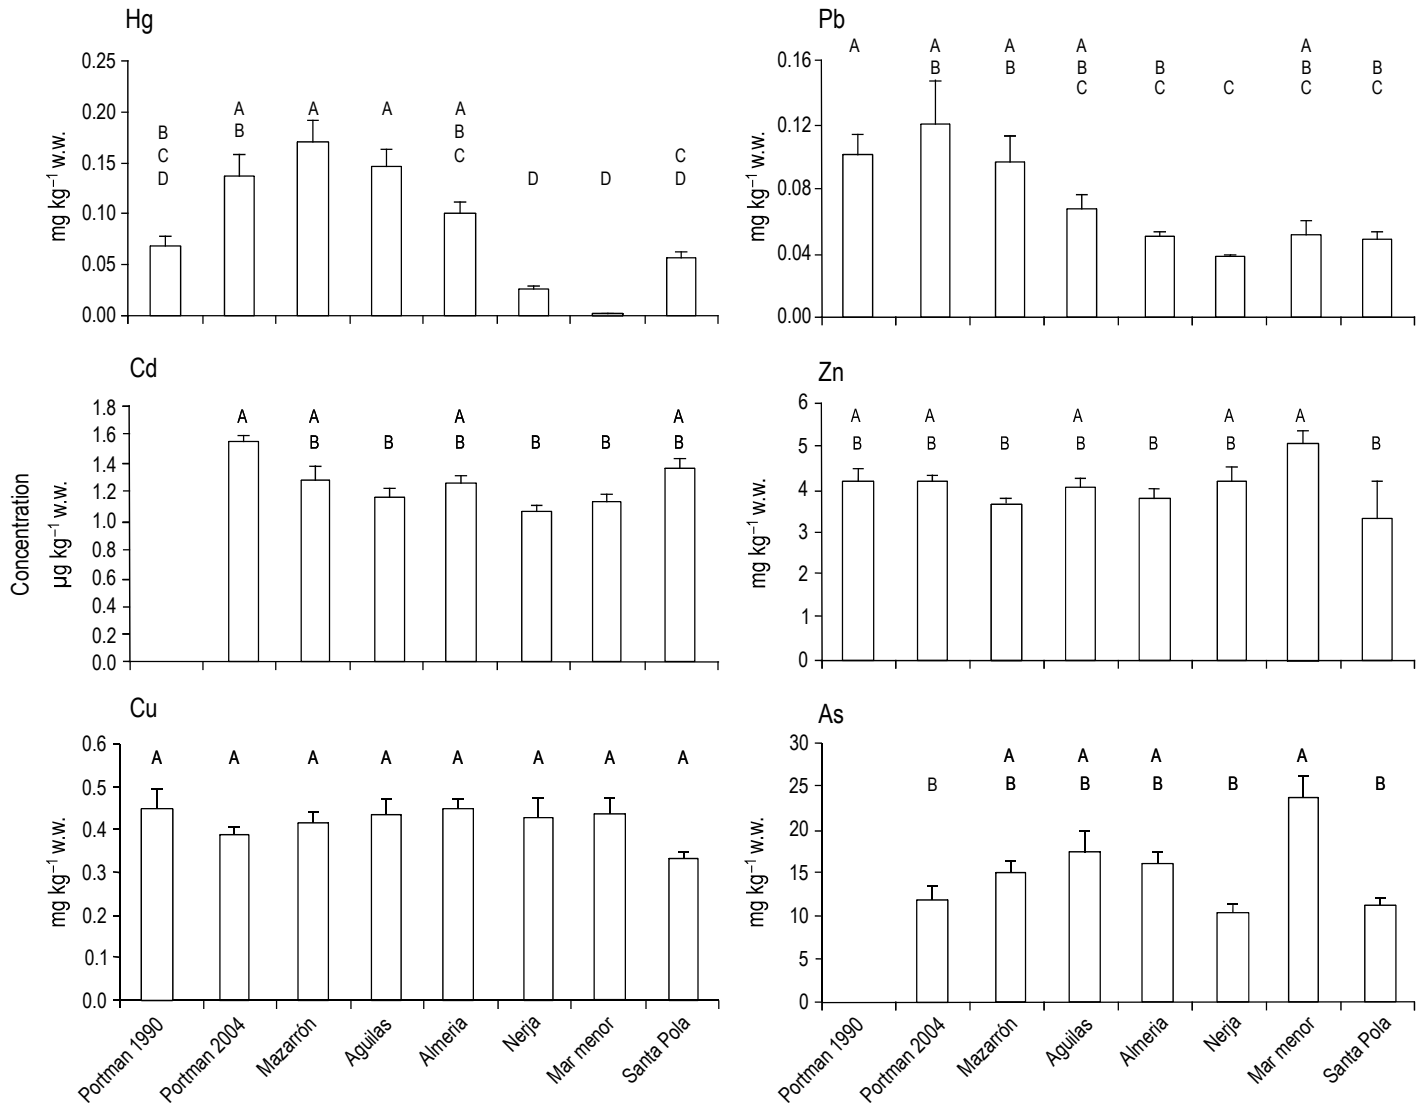 Hg
mg kg–1 w.w.
0.25
0.20
0.15
0.10
0.05
0.00
B
C
D
A
B
A
A
A
B
C
D
D
C
D
Pb
mg kg–1 w.w.
0.16
0.12
0.08
0.04
0.00
A
A
B
A
B
A
B
C
B
C
C
A
B
C
B
C
Concentration
Cd
µg kg–1 w.w.
1.8
1.6
1.4
1.2
1.0
0.8
0.6
0.4
0.2
0.0
A
A
B
B
A
B
B
B
A
B
Zn
mg kg–1 w.w.
6
5
4
3
2
1
0
A
B
A
B
B
A
B
B
A
B
A
B
Cu
mg kg–1 w.w.
0.6
0.5
0.4
0.3
0.2
0.1
0.0
A A A A A A A A
Portman 1990
Portman 2004
Mazarrón
Aguilas
Almeria
Nerja
Mar menor
Santa Pola
As
mg kg–1 w.w.
30
25
20
15
10
5
0
B
A
B
A
B
A
B
B
A
B
Portman 1990
Portman 2004
Mazarrón
Aguilas
Almeria
Nerja
Mar menor
Santa Pola